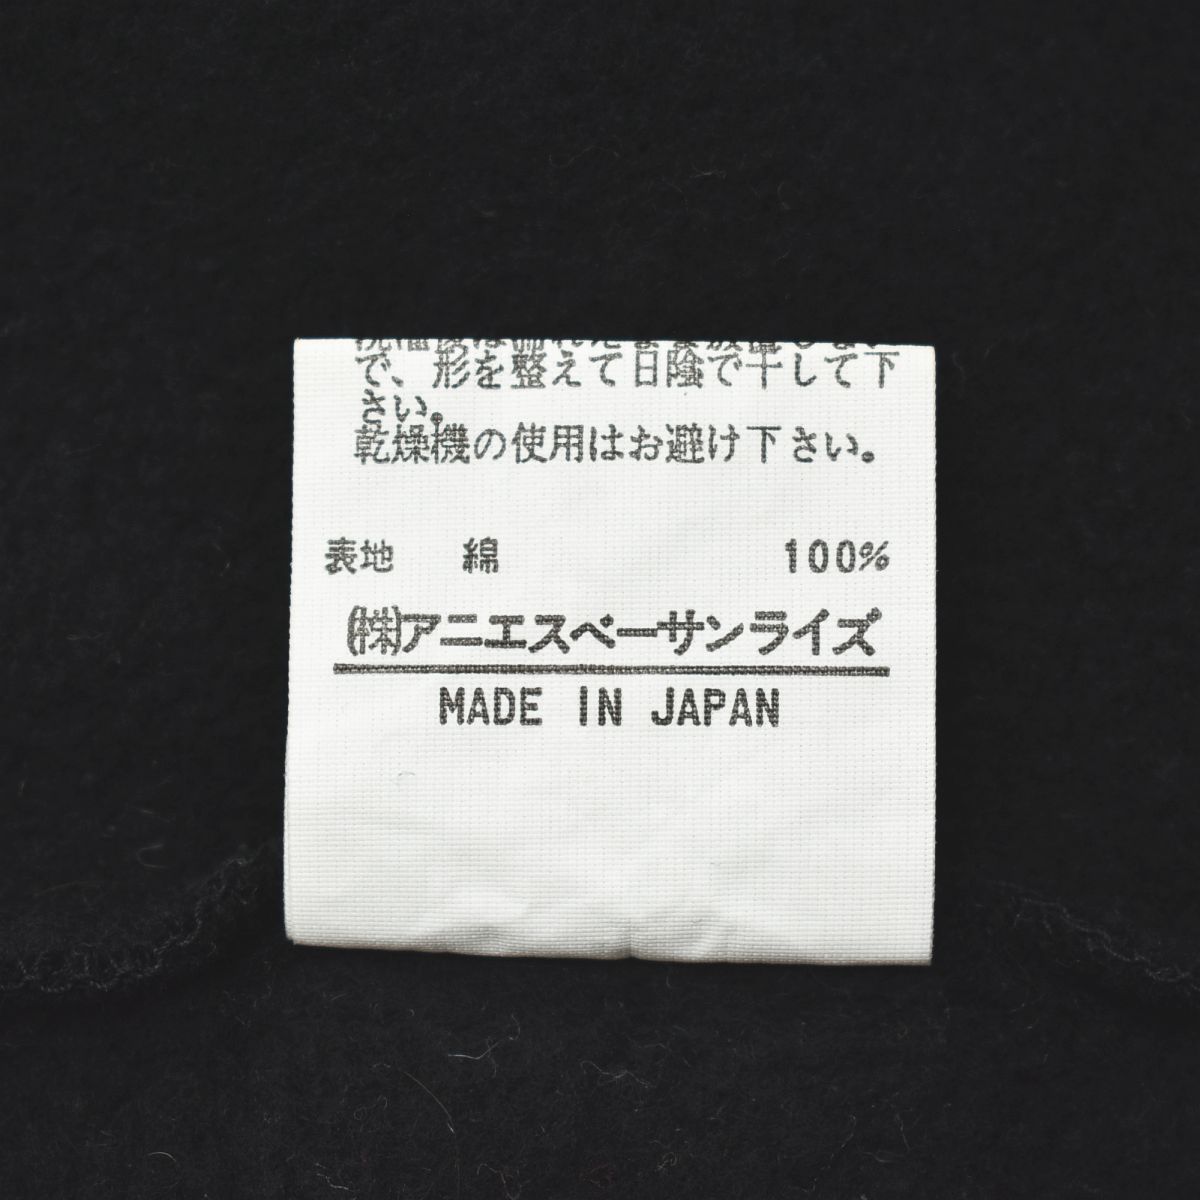 で、形を整えて日陰で干して下
さい。
乾燥機の使用はお避け下さい。
表地 綿 100%
(株)アニエスベーサンライズ
MADE IN JAPAN